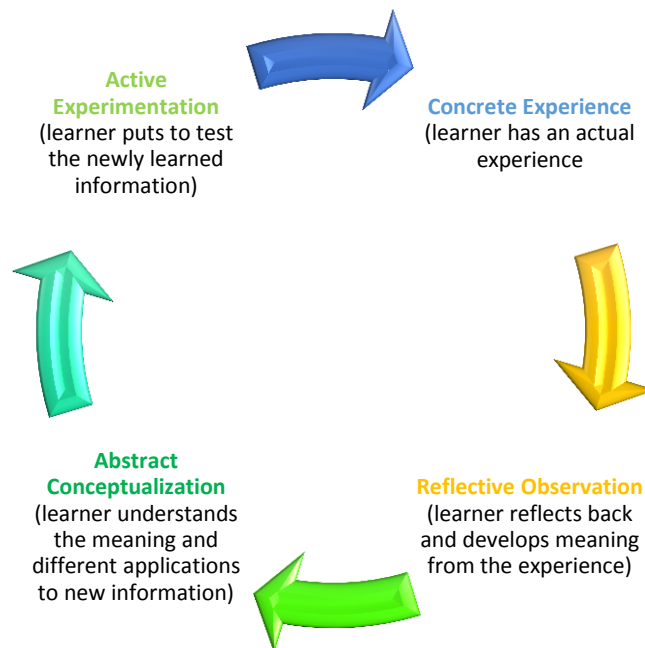 Active
Experimentation
(learner puts to test
the newly learned
information)
Concrete Experience
(learner has an actual
experience
Reflective Observation
(learner reflects back
and develops meaning
from the experience)
Abstract
Conceptualization
(learner understands
the meaning and
different applications
to new information)